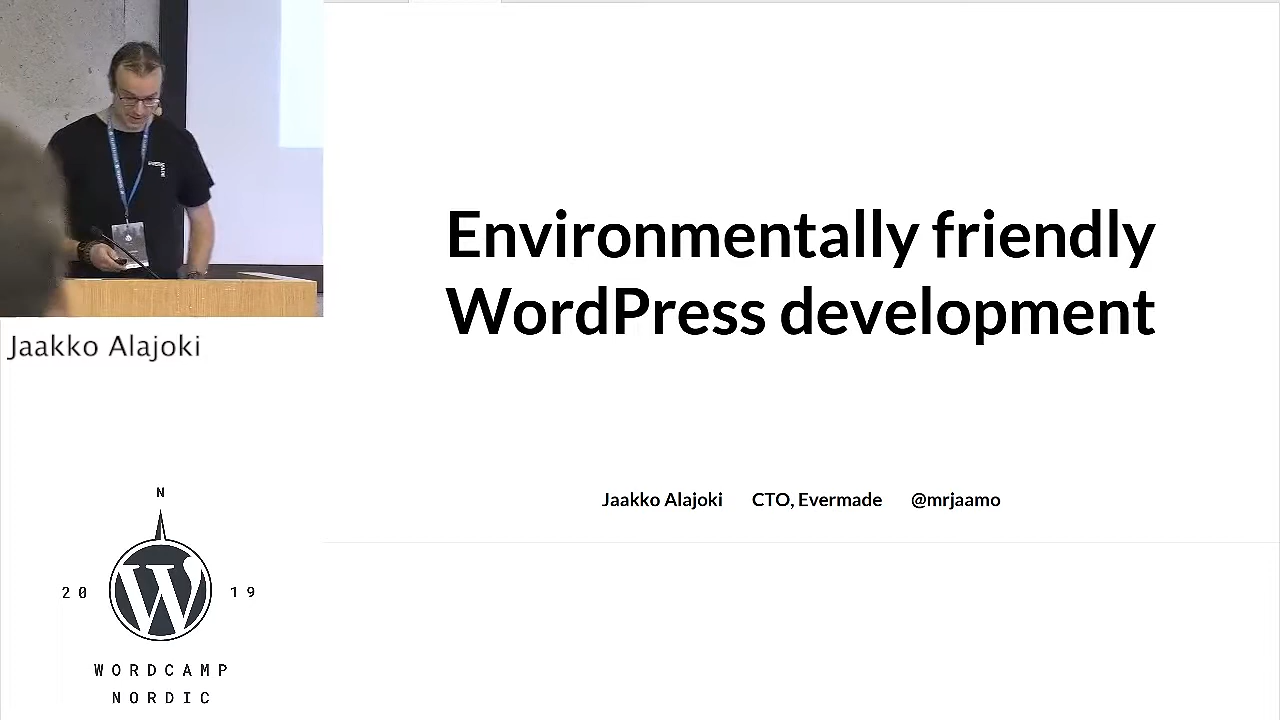 Environmentally friendly
WordPress development
Jaakko Alajoki CTO, Evermade @mrjaamo
Jaakko Alajoki
N
20 19
WORDCAMP
NORDIC